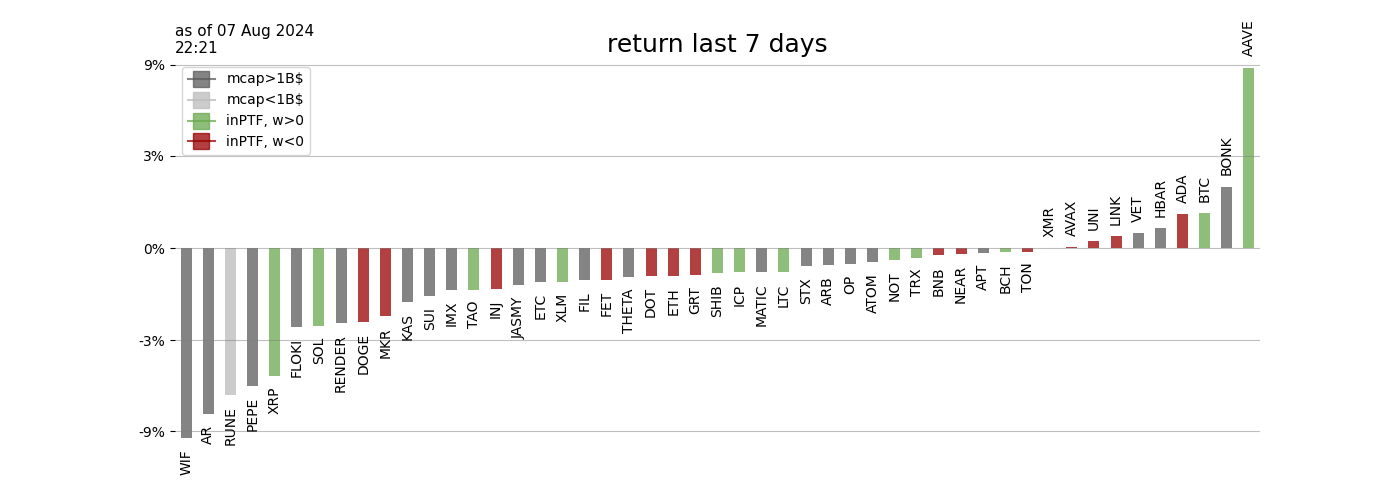 as of 07 Aug 2024
22:21
return last 7 days
mcap>1B$
mcap<1B$
inPTF, w>0
inPTF, w<0
9%
3%
0%
-3%
-9%
WIF
AR
RUNE
PEPE
XRP
FLOKI
SOL
RENDER
DOGE
MKR
KAS
SUI
IMX
TAO
INJ
JASMY
ETC
XLM
FIL
FET
THETA
DOT
ETH
GRT
SHIB
ICP
MATIC
LTC
STX
ARB
OP
ATOM
NOT
TRX
BNB
NEAR
APT
BCH
TON
XMR
AVAX
UNI
LINK
VET
HBAR
ADA
BTC
BONK
AAVE